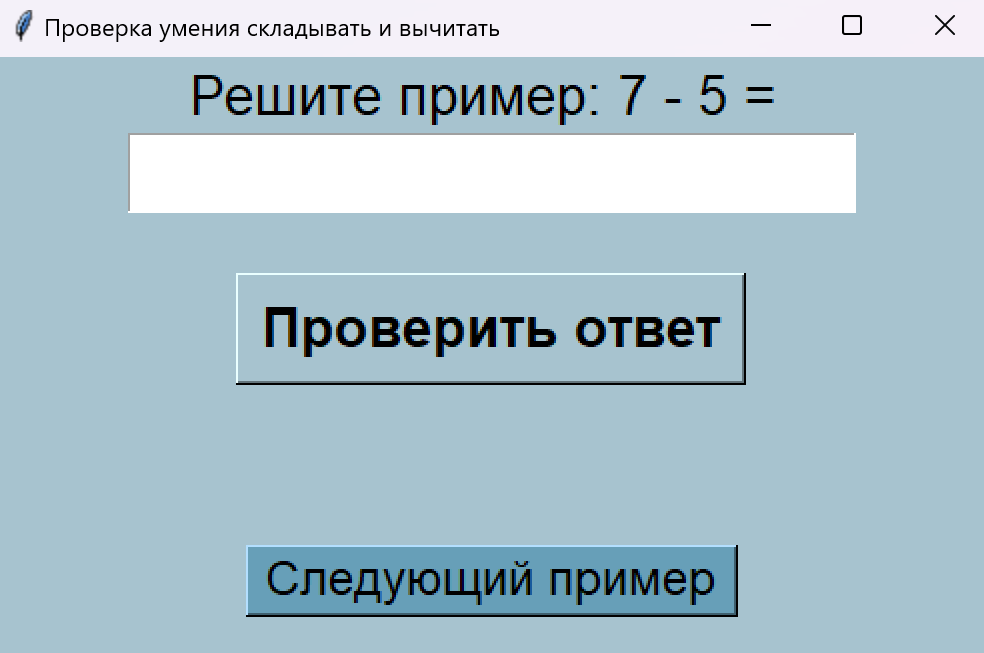 Проверка умения складывать и вычитать
Решите пример: 7 - 5 =
Проверить ответ
Следующий пример